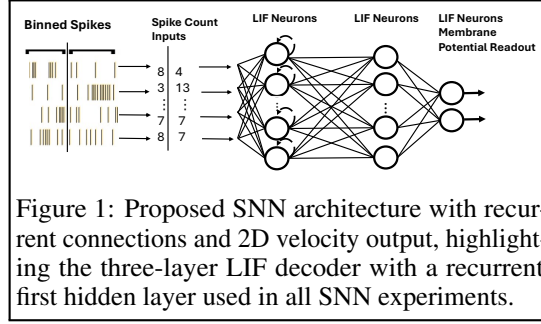 Binned Spikes
Spike Count
Inputs
LIF Neurons
LIF Neurons
LIF Neurons
Membrane
Potential Readout
8 4
3 13
7 7
8 7
Figure 1: Proposed SNN architecture with recur-
rent connections and 2D velocity output, highlight-
ing the three-layer LIF decoder with a recurrent
first hidden layer used in all SNN experiments.